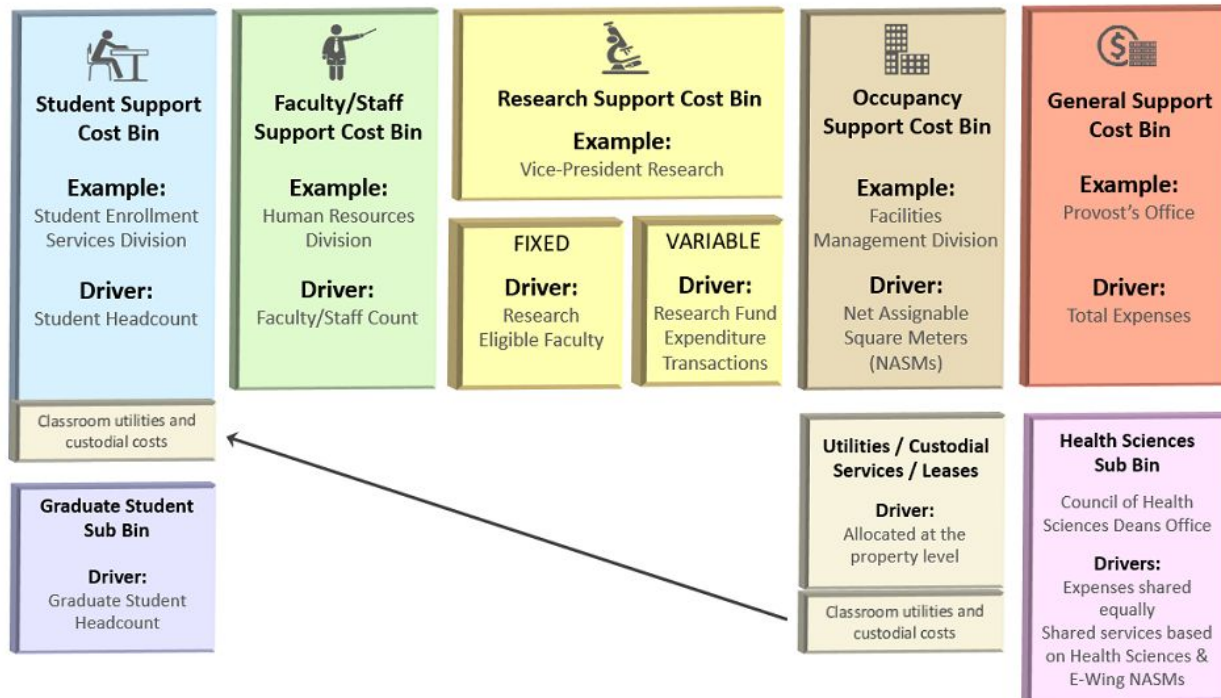 Student Support
Cost Bin
Example:
Student Enrollment
Services Division
Driver:
Student Headcount
Classroom utilities and
custodial costs
Graduate Student
Sub Bin
Driver:
Graduate Student
Headcount
Faculty/Staff
Support Cost Bin
Example:
Human Resources
Division
Driver:
Faculty/Staff Count
Research Support Cost Bin
Example:
Vice-President Research
FIXED
Driver:
Research
Eligible Faculty
VARIABLE
Driver:
Research Fund
Expenditure
Transactions
Occupancy
Support Cost Bin
Example:
Facilities
Management Division
Driver:
Net Assignable
Square Meters
(NASMs)
Utilities / Custodial
Services / Leases
Driver:
Allocated at the
property level
Classroom utilities and
custodial costs
General Support
Cost Bin
Example:
Provost's Office
Driver:
Total Expenses
Health Sciences
Sub Bin
Council of Health
Sciences Deans Office
Drivers:
Expenses shared
equally
Shared services based
on Health Sciences &
E-Wing NASMs